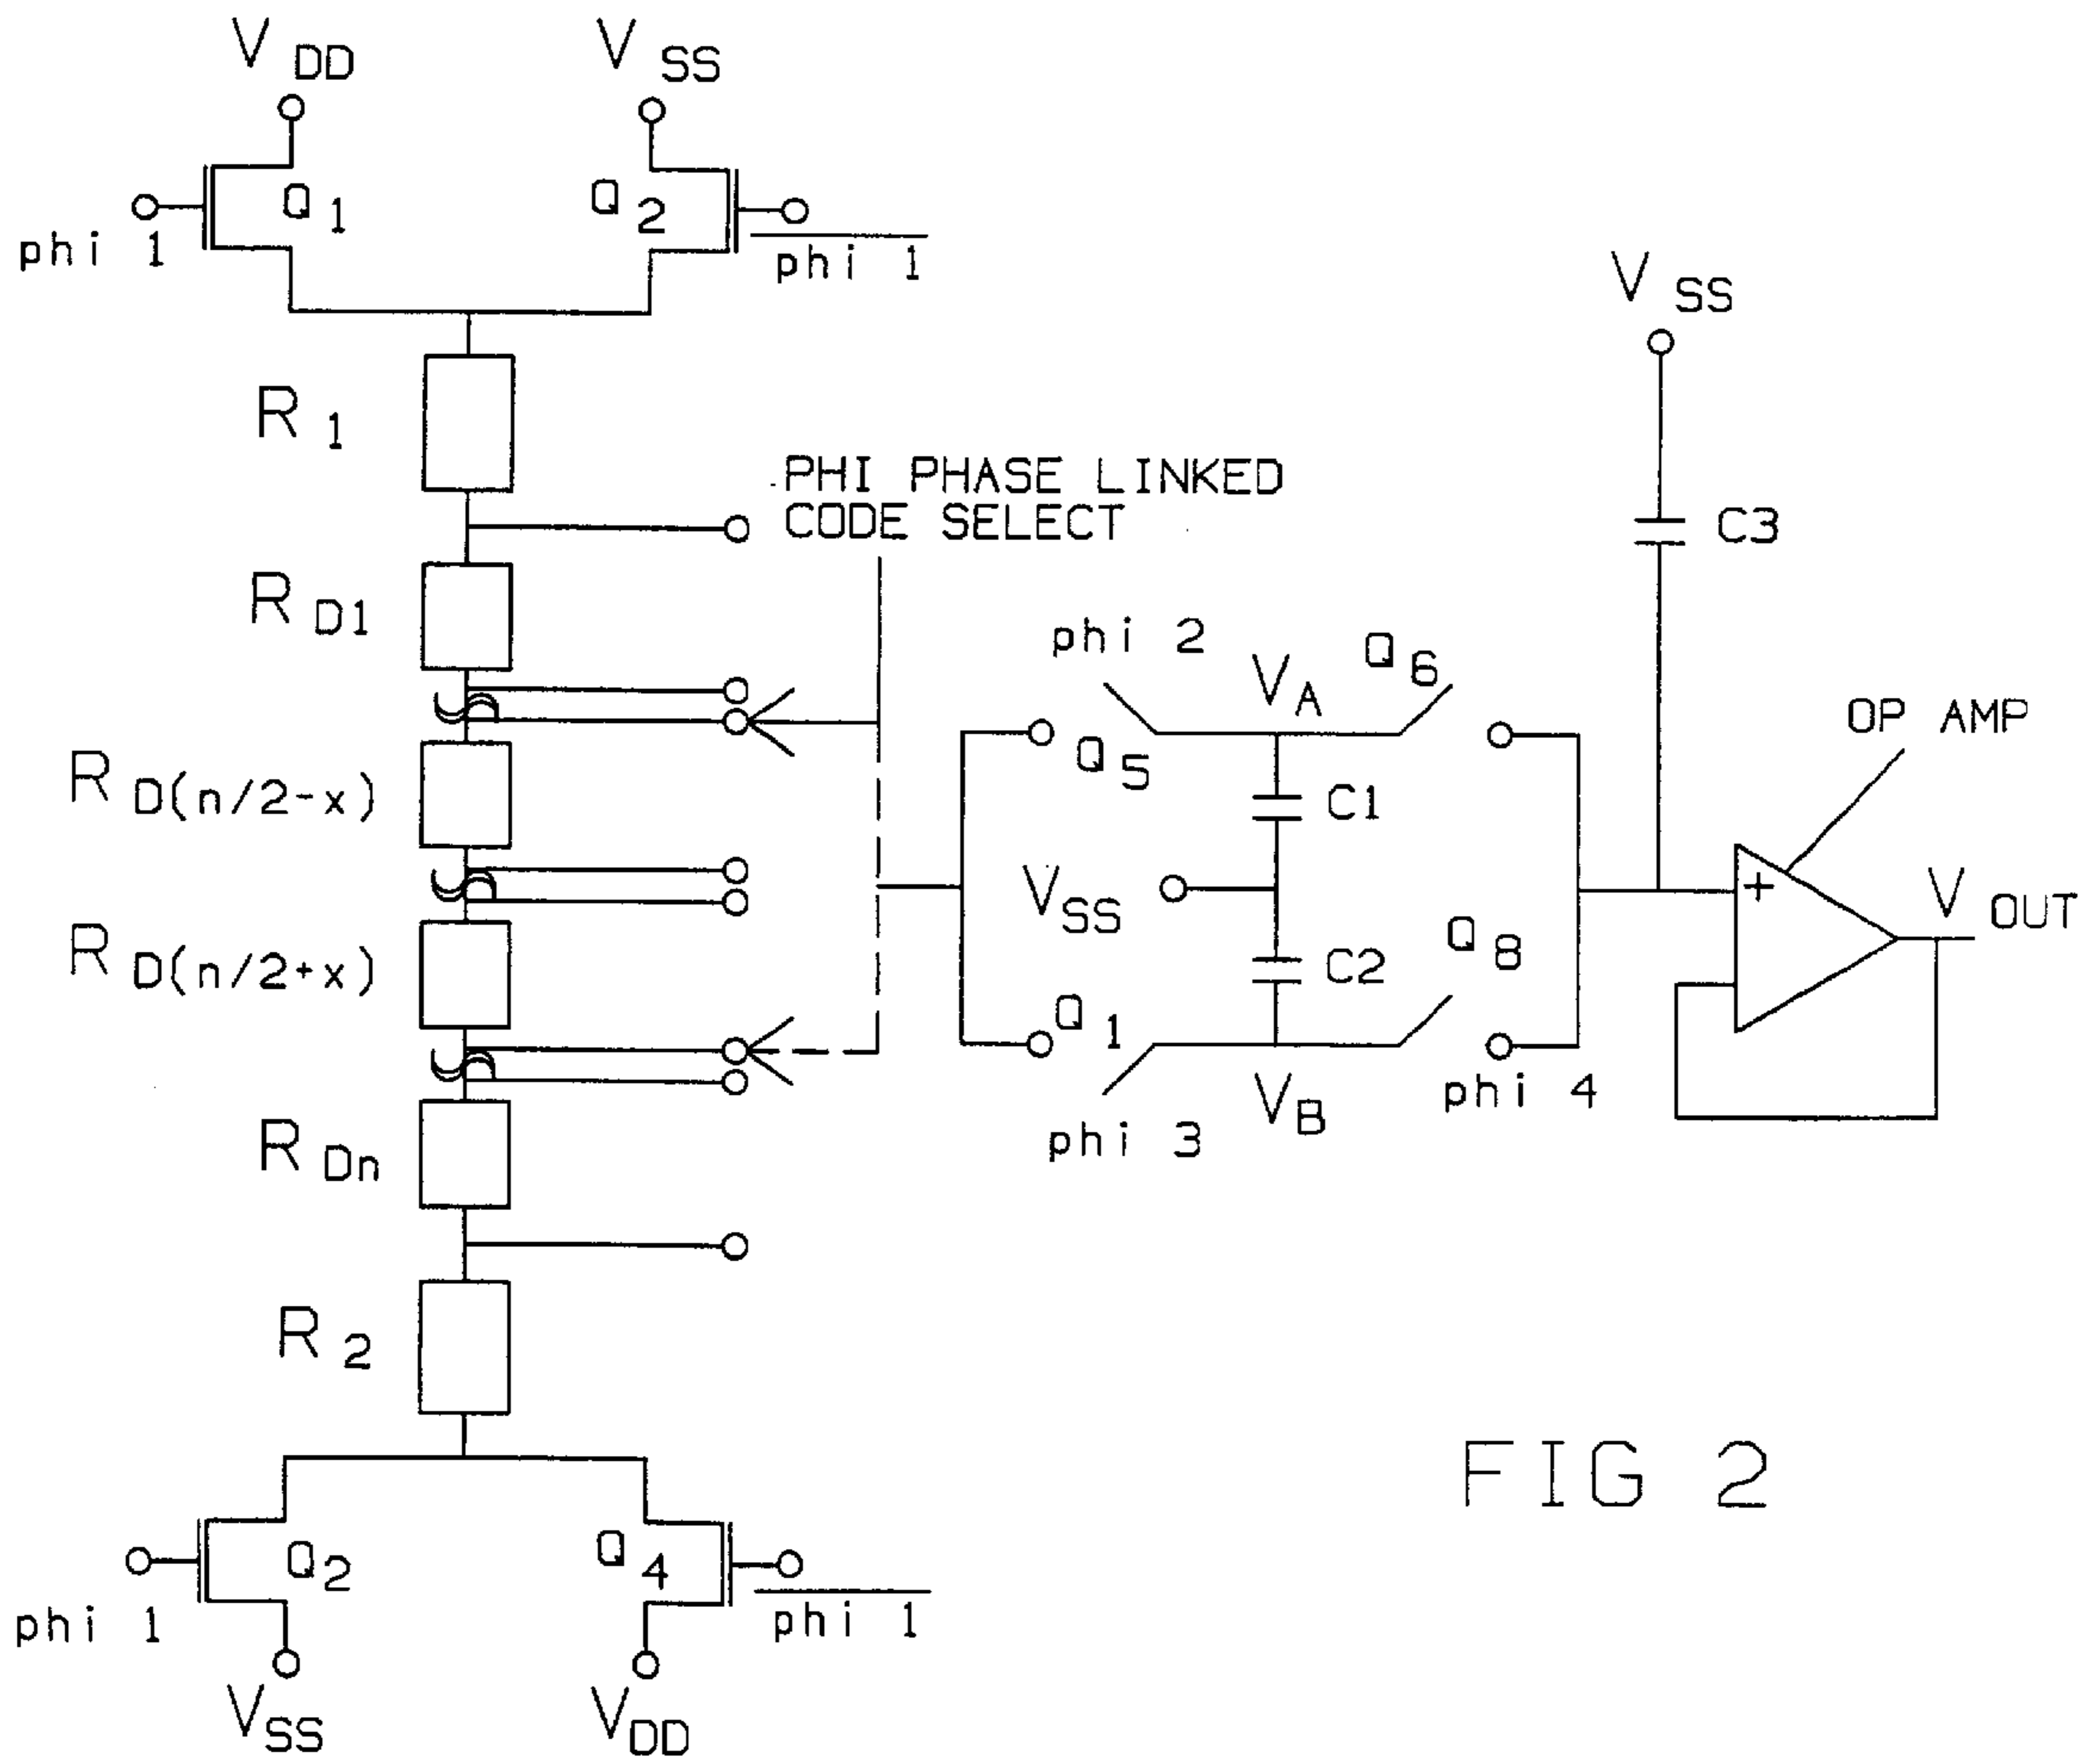 V DD
V SS
Q 1
Q 2
phi 1
phi 1
V SS
R 1
PHI PHASE LINKED
CODE SELECT
C3
R D1
phi 2
Q 6
V A
OP AMP
Q 5
R D(n/2-x)
C1
V SS
V OUT
+
R D(n/2+x)
Q 8
C2
Q 1
phi 4
V B
phi 3
R Dn
R 2
FIG 2
Q 2
Q 4
phi 1
phi 1
V SS
V DD